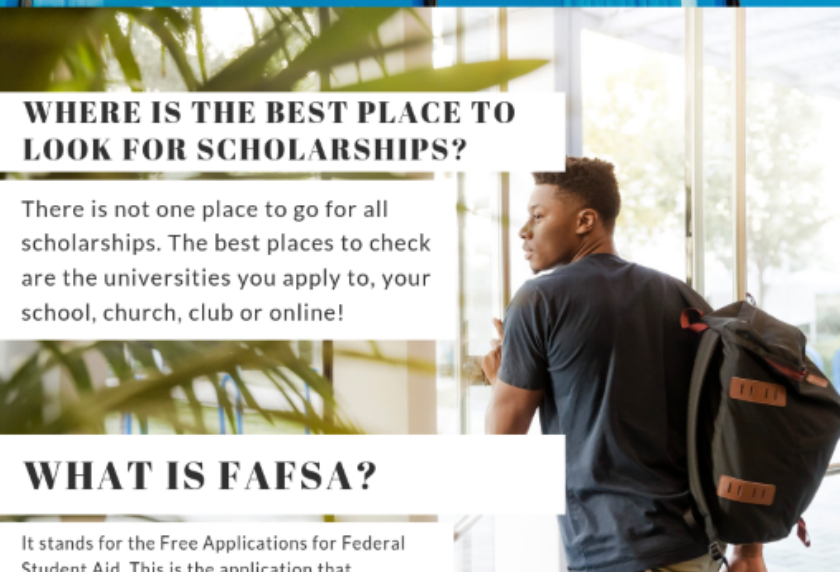 WHERE IS THE BEST PLACE TO
LOOK FOR SCHOLARSHIPS?
There is not one place to go for all
scholarships. The best places to check
are the universities you apply to, your
school, church, club or online!
WHAT IS FAFSA?
It stands for the Free Applications for Federal
Student Aid. This is the application that